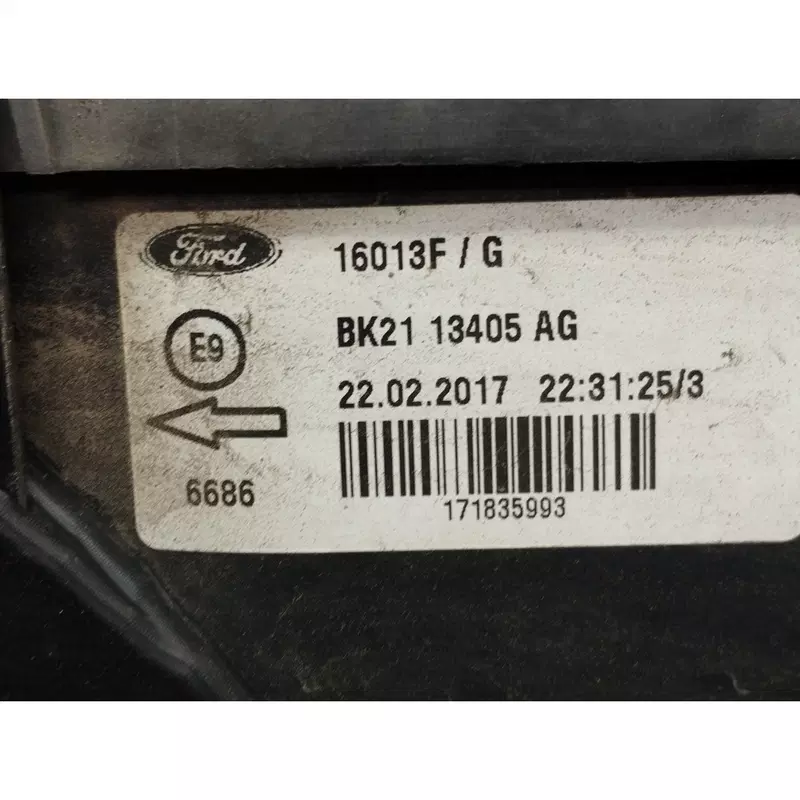 Ford
16013F / G
E9
BK21 13405 AG
22.02.2017 22:31:25/3
6686
171835993